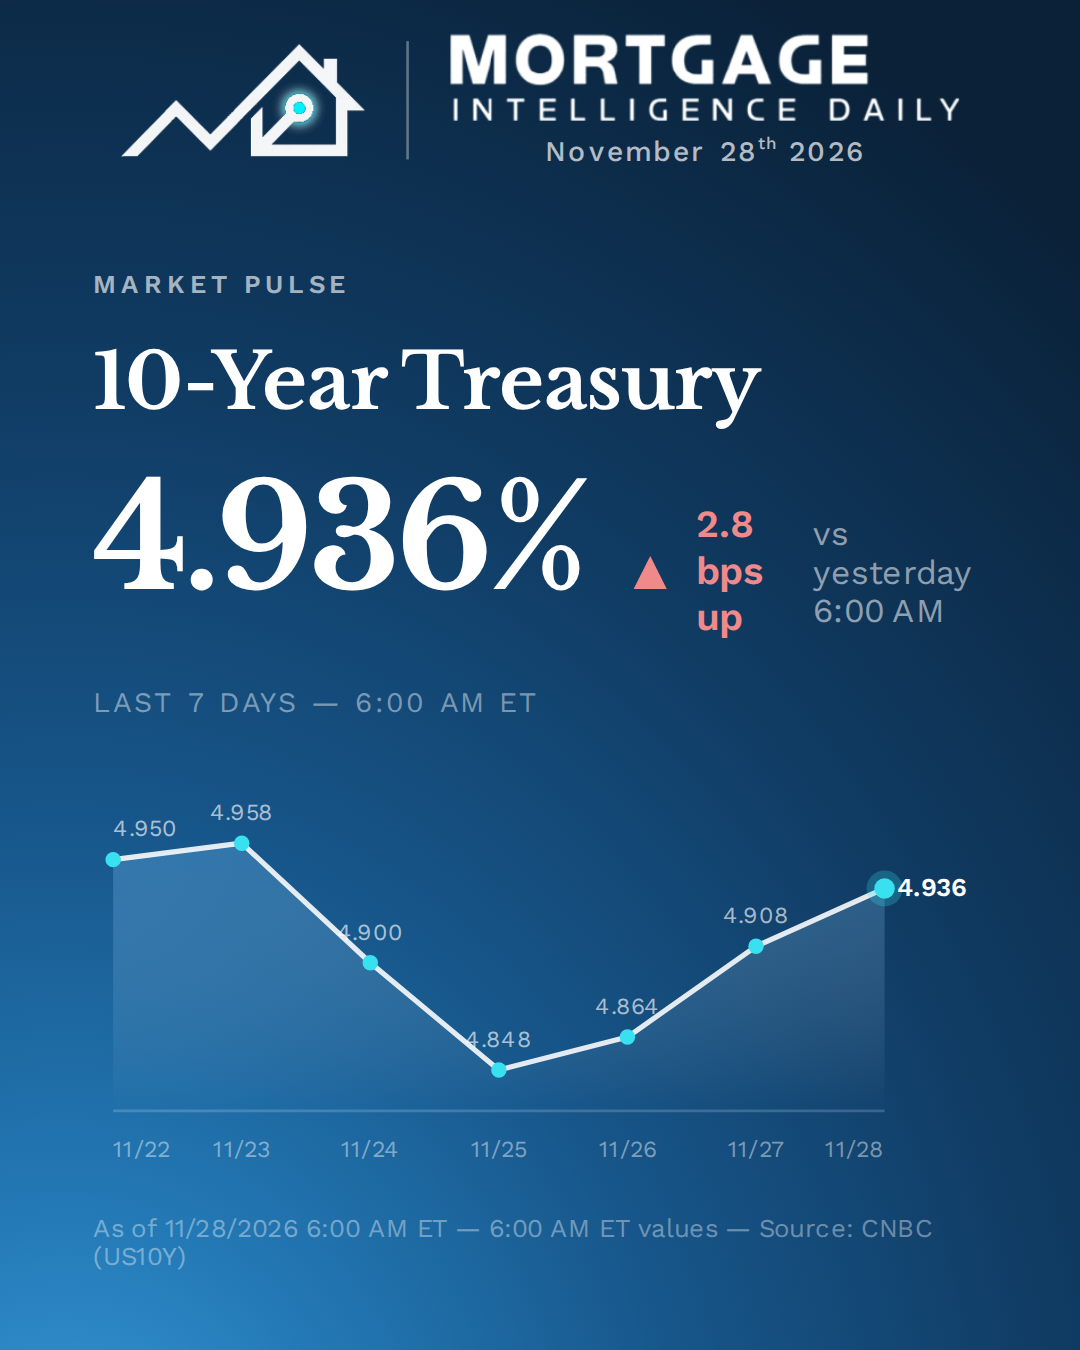 MORTGAGE
INTELLIGENCE DAILY
November 28th 2026
MARKET PULSE
10-Year Treasury
4.936%
▲
2.8
bps
up
vs
yesterday
6:00 AM
LAST 7 DAYS — 6:00 AM ET
4.950
4.958
4.900
4.848
4.864
4.908
4.936
11/22 11/23 11/24 11/25 11/26 11/27 11/28
As of 11/28/2026 6:00 AM ET — 6:00 AM ET values — Source: CNBC
(US10Y)